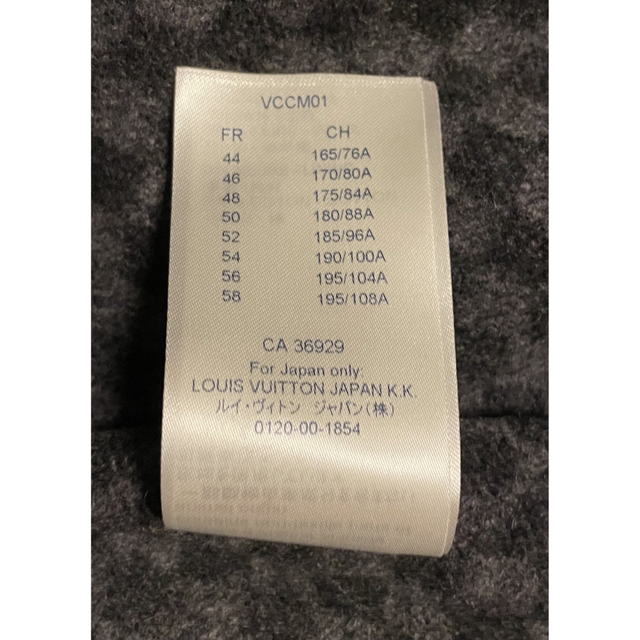 VCCM01
FR CH
44 165/76A
46 170/80A
48 175/84A
50 180/88A
52 185/96A
54 190/100A
56 195/104A
58 195/108A
CA 36929
For Japan only:
LOUIS VUITTON JAPAN K.K.
ルイ・ヴィトン ジャパン(株)
0120-00-1854